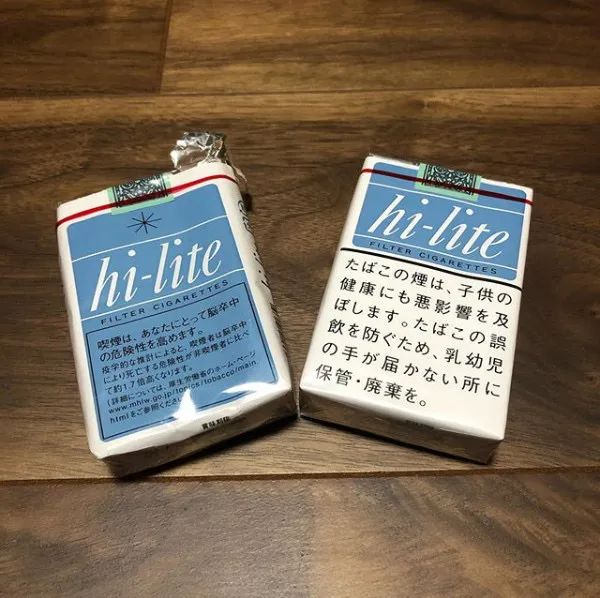 hi-lite
FILTER CIGARETTES
喫煙は、あなたにとって脳卒中
の危険性を高めます。
疫学的な推計によると、喫煙者は脳卒中
により死亡する危険性が非喫煙者に比べ
て約1.7倍高くなります。
(詳細については、厚生労働省のホーム・ページ
www.mhlw.go.jp/topics/tobacco/main.
htmlをご参照ください。)
hi-lite
FILTER CIGARETTES
たばこの煙は、子供の
健康にも悪影響を及
ぼします。たばこの誤
飲を防ぐため、乳幼児
の手が届かない所に
保管・廃棄を。